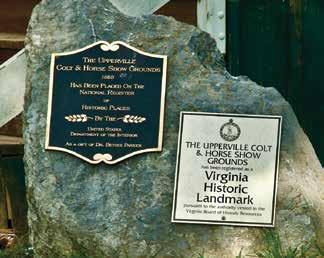 The Upperville
Colt & Horse Show Grounds
1853
Has Been Placed On The
National Register
of
Historic Places
By The
United States
Department of the Interior
As a gift of Dr. Betsee Parker
THE UPPERVILLE COLT
& HORSE SHOW
GROUNDS
has been registered as a
Virginia
Historic
Landmark
pursuant to the authority vested in the
Virginia Board of Historic Resources